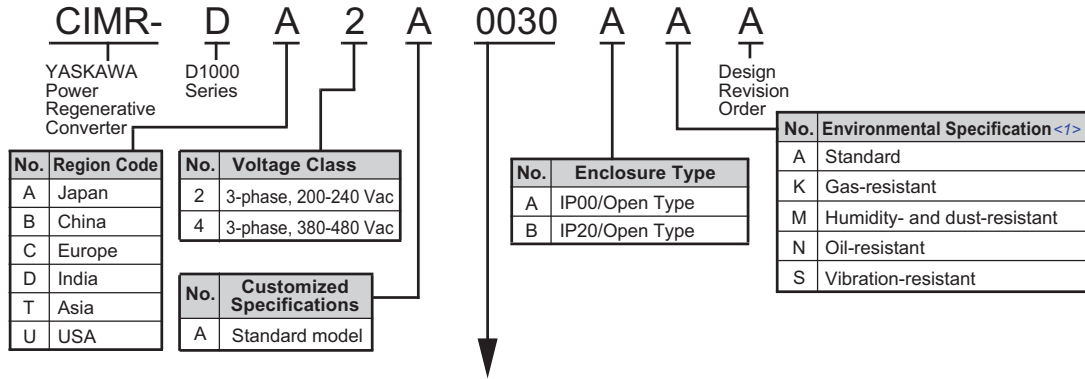 CIMR- D A 2 A 0030 A A A
YASKAWA
Power
Regenerative
Converter
D1000
Series
Design
Revision
Order
No. Region Code
A Japan
B China
C Europe
D India
T Asia
U USA
No. Voltage Class
2 3-phase, 200-240 Vac
4 3-phase, 380-480 Vac
No. Customized
Specifications
A Standard model
No. Enclosure Type
A IP00/Open Type
B IP20/Open Type
No. Environmental Specification <1>
A Standard
K Gas-resistant
M Humidity- and dust-resistant
N Oil-resistant
S Vibration-resistant